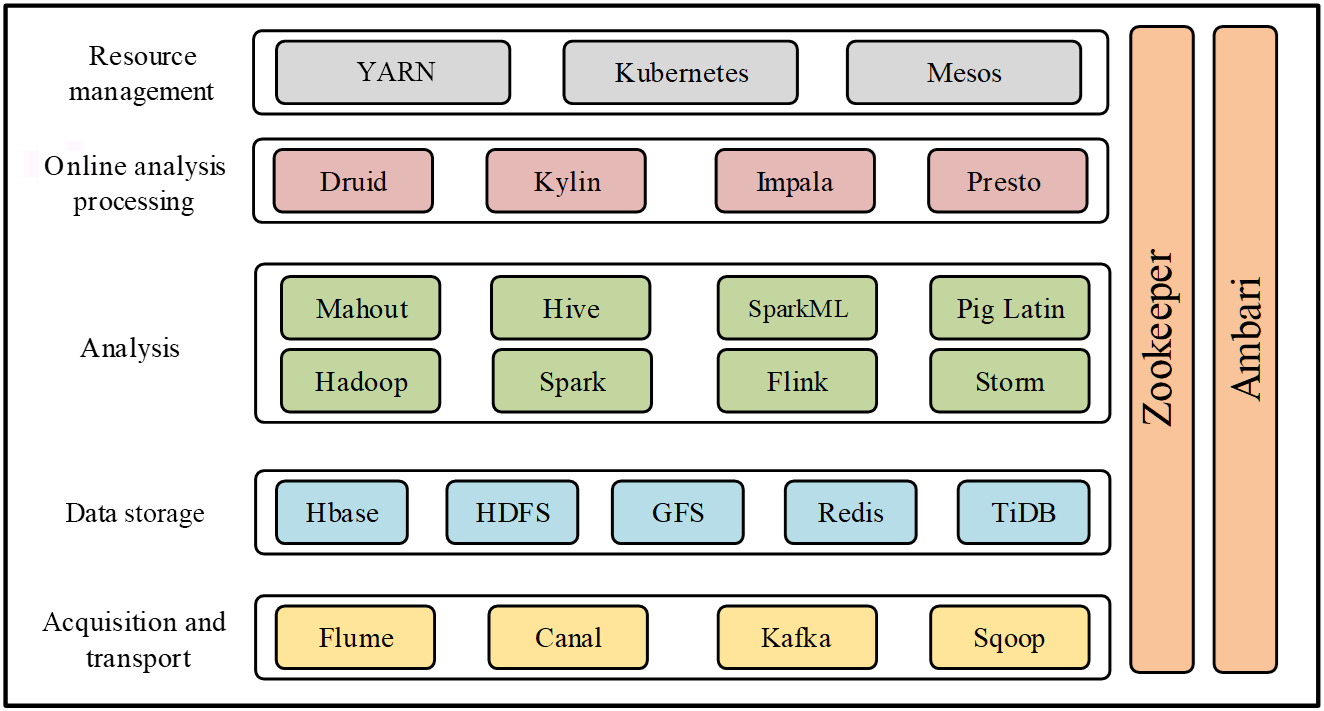 Resource
management
YARN
Kubernetes
Mesos
Online analysis
processing
Druid
Kylin
Impala
Presto
Analysis
Mahout
Hive
SparkML
Pig Latin
Hadoop
Spark
Flink
Storm
Data storage
Hbase
HDFS
GFS
Redis
TiDB
Acquisition and
transport
Flume
Canal
Kafka
Sqoop
Zookeeper
Ambari